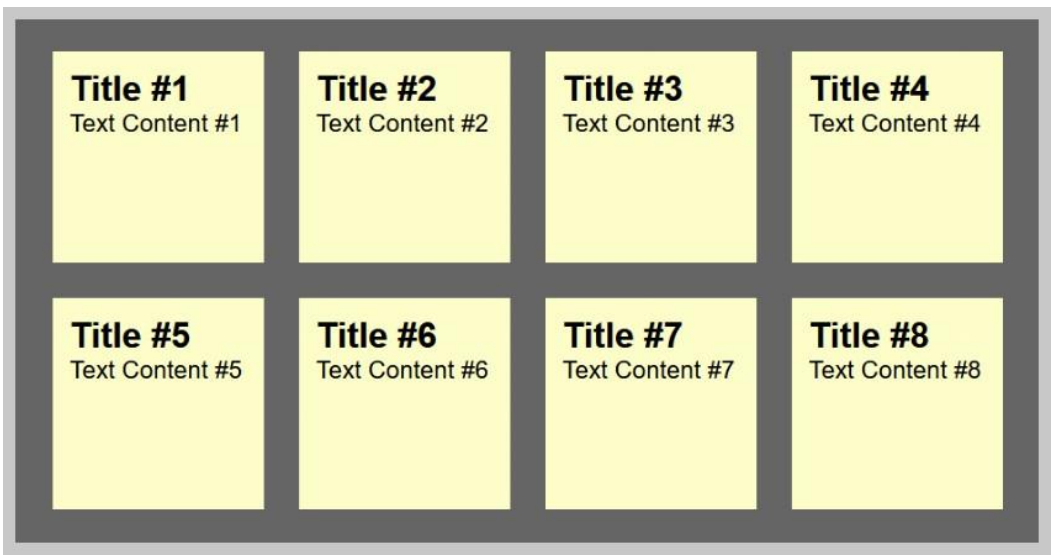 Title #1
Text Content #1
Title #2
Text Content #2
Title #3
Text Content #3
Title #4
Text Content #4
Title #5
Text Content #5
Title #6
Text Content #6
Title #7
Text Content #7
Title #8
Text Content #8